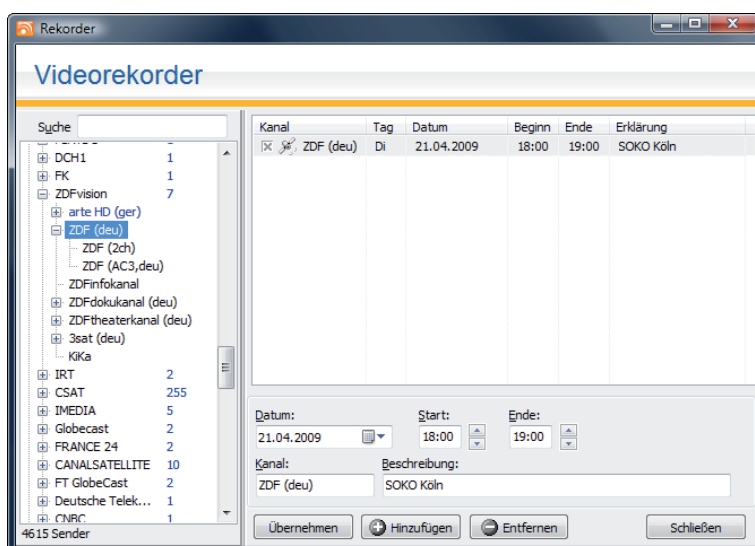 Rekorder
Videorekorder
Suche
DCH1 1
FK 1
ZDFvision 7
arte HD (ger)
ZDF (deu)
ZDF (2ch)
ZDF (AC3,deu)
ZDFinfokanal
ZDFdokukanal (deu)
ZDFtheaterkanal (deu)
3sat (deu)
KiKa
IRT 2
CSAT 255
IMEDIA 5
Globecast 2
FRANCE 24 2
CANALSATELLITE 10
FT GlobeCast 2
Deutsche Telek... 1
CNBC 1
4615 Sender
Kanal Tag Datum Beginn Ende Erklärung
ZDF (deu) Di 21.04.2009 18:00 19:00 SOKO Köln
Datum: Start: Ende:
21.04.2009 18:00 19:00
Kanal: Beschreibung:
ZDF (deu) SOKO Köln
Übernehmen Hinzufügen Entfernen Schließen